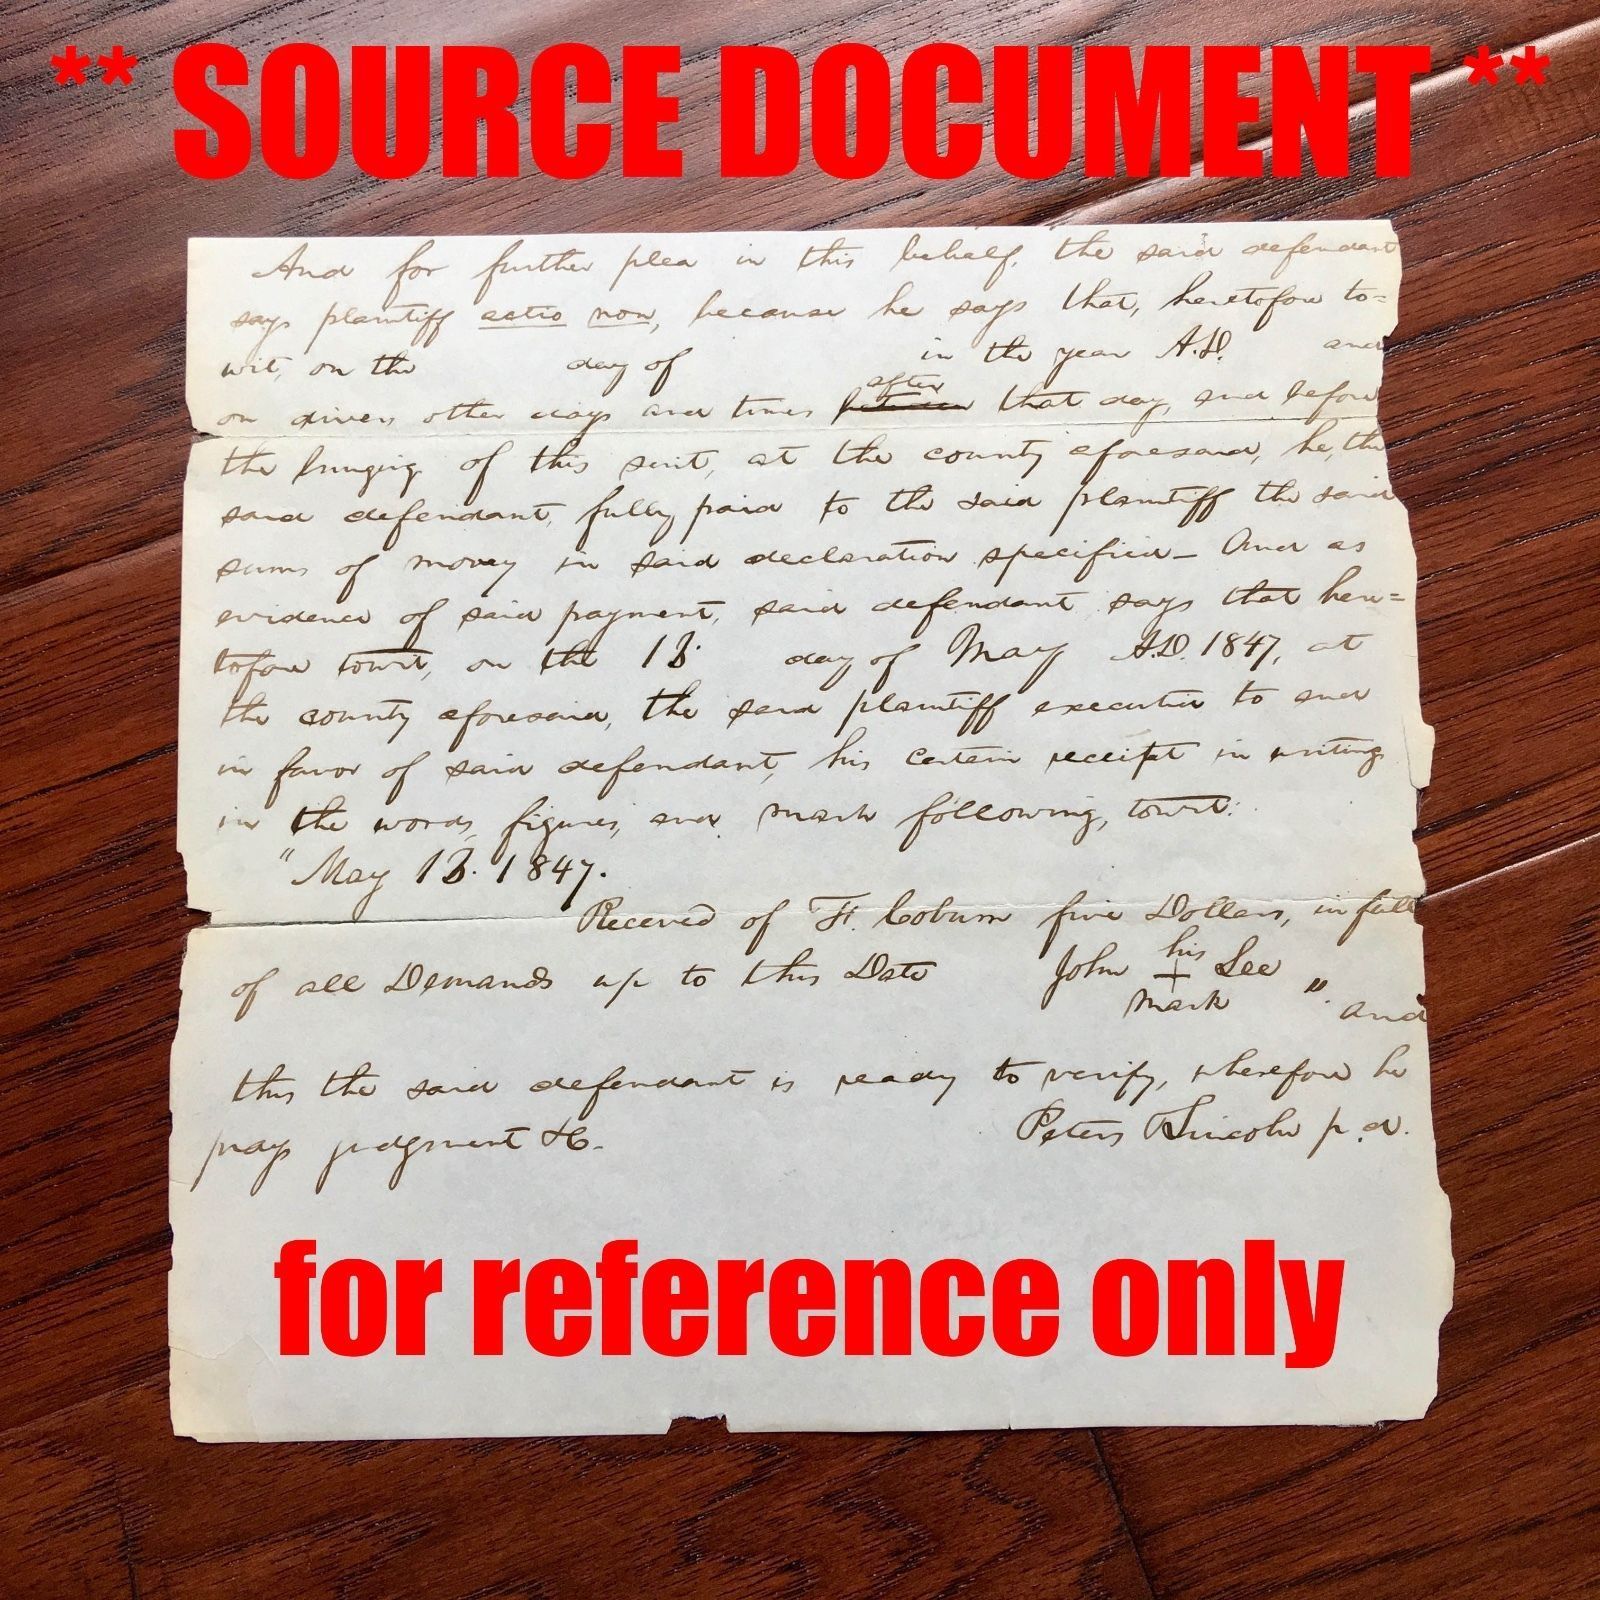 ** SOURCE DOCUMENT **
And for further plea in this behalf, the said defendant
says plaintiff actio non, because he says that, heretofore to=
wit, on the day of in the year A.D. and
after
on divers other days and times between that day, and before
the bringing of this suit, at the county aforesaid, he, the
said defendant, fully paid to the said plaintiff the said
sums of money in said declaration specified— And as
evidence of said payment, said defendant says that here=
tofore towit, on the 13. day of May A.D. 1847, at
the county aforesaid, the said plaintiff executed to and
in favor of said defendant, his certain receipt in writing
in the words, figures, and mark following, towit:
"May 13. 1847.
Received of Coburn five Dollars, in full
of all Demands up to this Date John his + mark Lee " and
this the said defendant is ready to verify, wherefore he
prays judgment &c.
Peters & Lincoln p.d.
for reference only